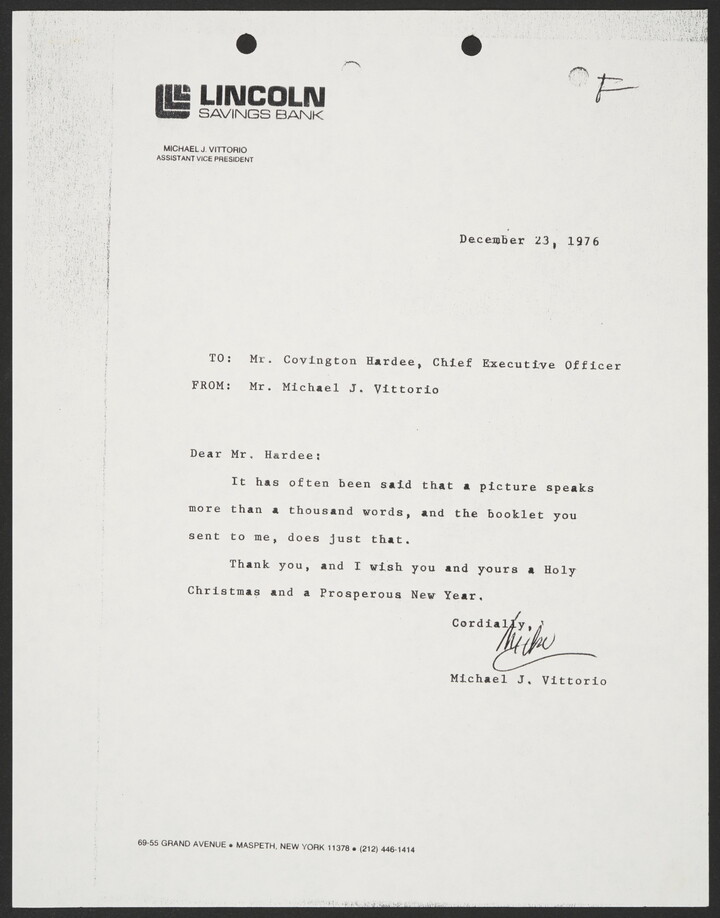 F
LINCOLN
SAVINGS BANK
MICHAEL J. VITTORIO
ASSISTANT VICE PRESIDENT
December 23, 1976
TO: Mr. Covington Hardee, Chief Executive Officer
FROM: Mr. Michael J. Vittorio
Dear Mr. Hardee:
It has often been said that a picture speaks
more than a thousand words, and the booklet you
sent to me, does just that.
Thank you, and I wish you and yours a Holy
Christmas and a Prosperous New Year.
Cordially,
Mike
Michael J. Vittorio
69-55 GRAND AVENUE • MASPETH, NEW YORK 11378 • (212) 446-1414